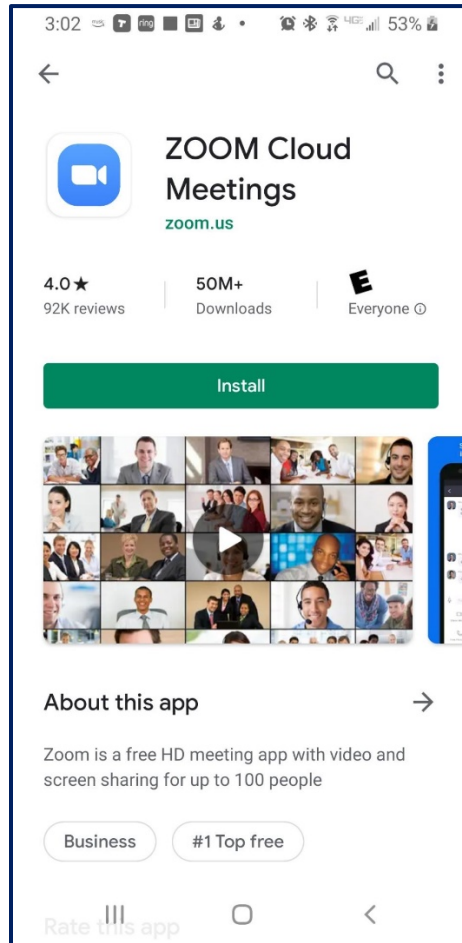 3:02 ring 4GE 53%
ZOOM Cloud
Meetings
zoom.us
4.0★ 50M+ E
92K reviews Downloads Everyone
Install
About this app
Zoom is a free HD meeting app with video and
screen sharing for up to 100 people
Business #1 Top free
Rate this app